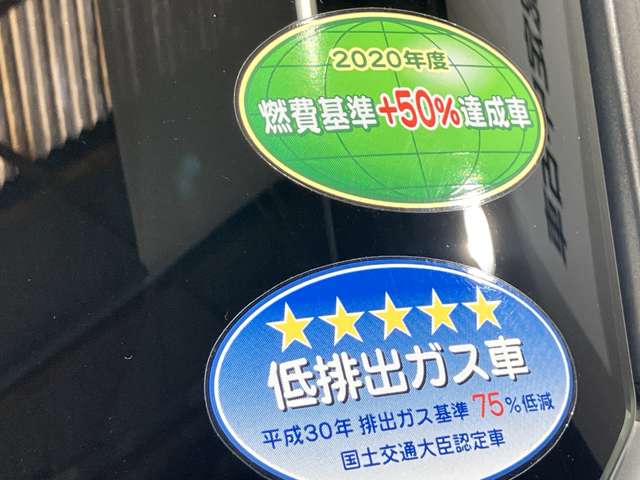 2020年度
燃費基準+50%達成車
★★★★★
低排出ガス車
平成30年 排出ガス基準 75%低減
国土交通大臣認定車